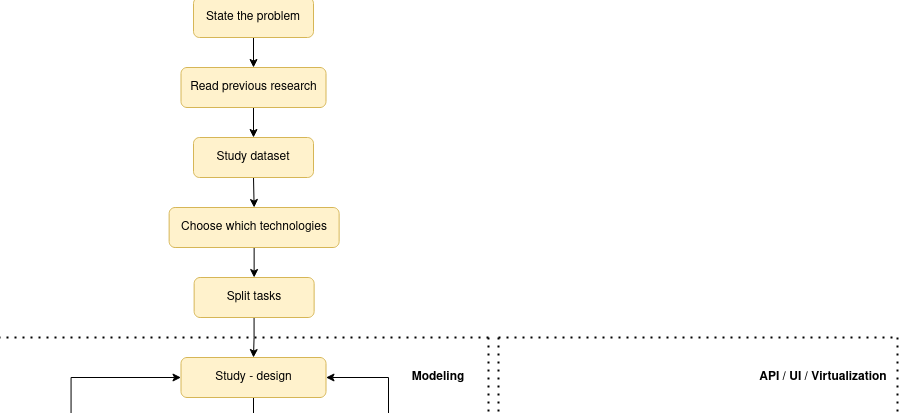 State the problem
Read previous research
Study dataset
Choose which technologies
Split tasks
Study - design
Modeling
API / UI / Virtualization